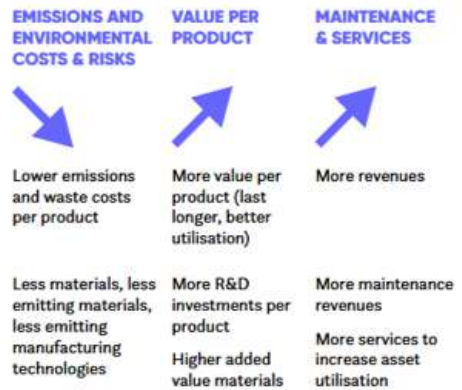 EMISSIONS AND
ENVIRONMENTAL
COSTS & RISKS
Lower emissions
and waste costs
per product
Less materials, less
emitting materials,
less emitting
manufacturing
technologies
VALUE PER
PRODUCT
More value per
product (last
longer, better
utilisation)
More R&D
investments per
product
Higher added
value materials
MAINTENANCE
& SERVICES
More revenues
More maintenance
revenues
More services to
increase asset
utilisation